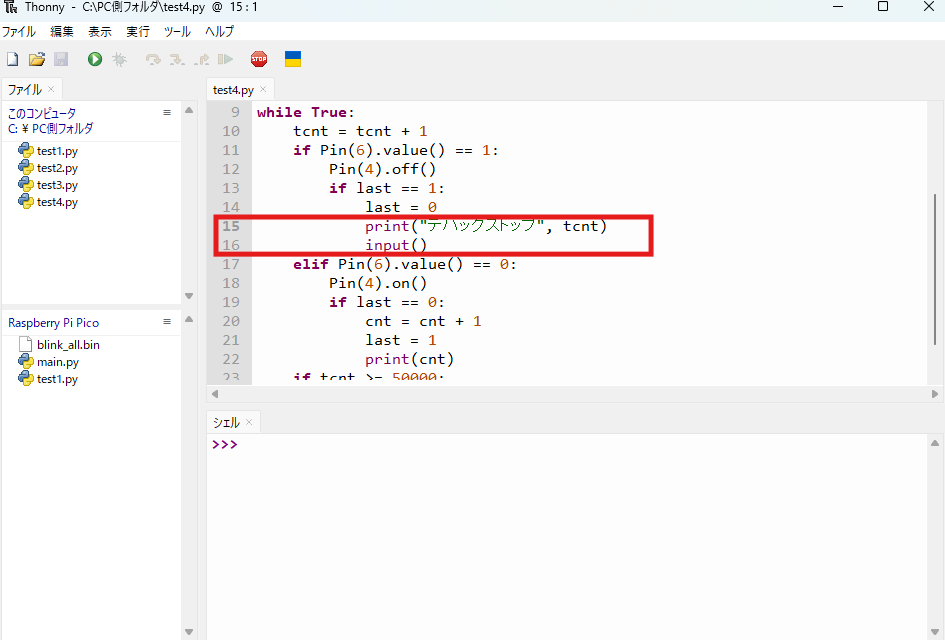 Thonny - C:\PC側フォルダ\test4.py @ 15 : 1
ファイル 編集 表示 実行 ツール ヘルプ
STOP
ファイル ×
このコンピュータ
C: ¥ PC側フォルダ
test1.py
test2.py
test3.py
test4.py
Raspberry Pi Pico
blink_all.bin
main.py
test1.py
test4.py ×
9 while True:
10 tcnt = tcnt + 1
11 if Pin(6).value() == 1:
12 Pin(4).off()
13 if last == 1:
14 last = 0
15 print("デバックストップ", tcnt)
16 input()
17 elif Pin(6).value() == 0:
18 Pin(4).on()
19 if last == 0:
20 cnt = cnt + 1
21 last = 1
22 print(cnt)
23 if tcnt >= 50000:
シェル ×
>>>